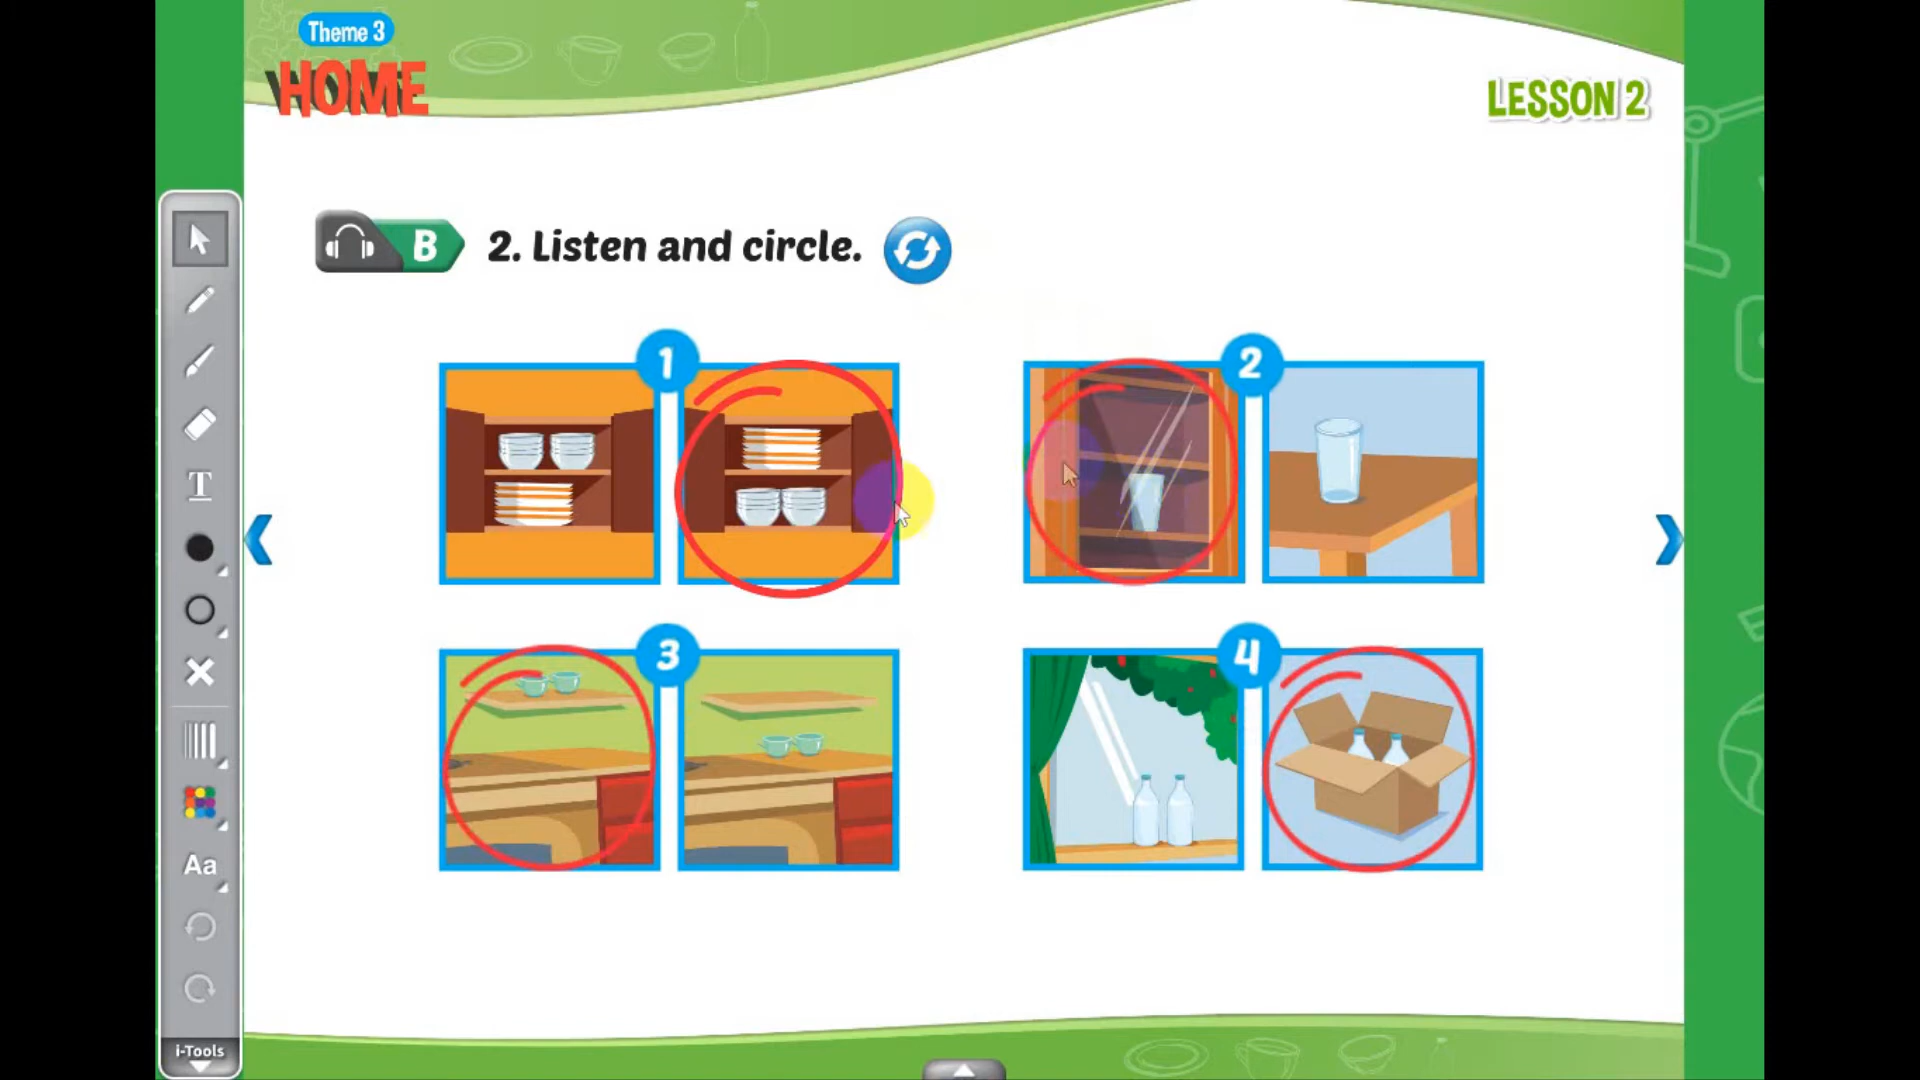 Theme 3
HOME
LESSON 2
B
2. Listen and circle.
1
2
3
4
T
Aa
i-Tools